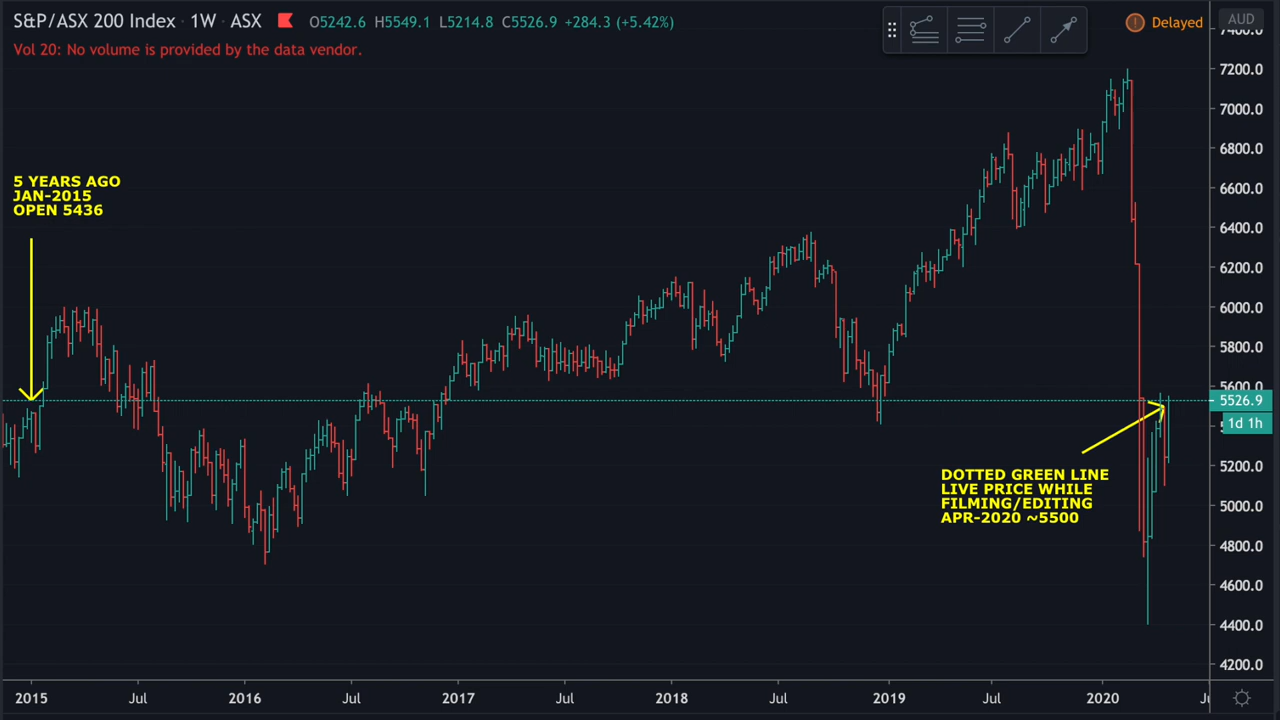 S&P/ASX 200 Index · 1W · ASX O5242.6 H5549.1 L5214.8 C5526.9 +284.3 (+5.42%)
Delayed
AUD
Vol 20: No volume is provided by the data vendor.
7400.0
7200.0
7000.0
6800.0
6600.0
6400.0
6200.0
6000.0
5800.0
5600.0
5526.9
1d 1h
5200.0
5000.0
4800.0
4600.0
4400.0
4200.0
5 YEARS AGO
JAN-2015
OPEN 5436
DOTTED GREEN LINE
LIVE PRICE WHILE
FILMING/EDITING
APR-2020 ~5500
2015 Jul 2016 Jul 2017 Jul 2018 Jul 2019 Jul 2020